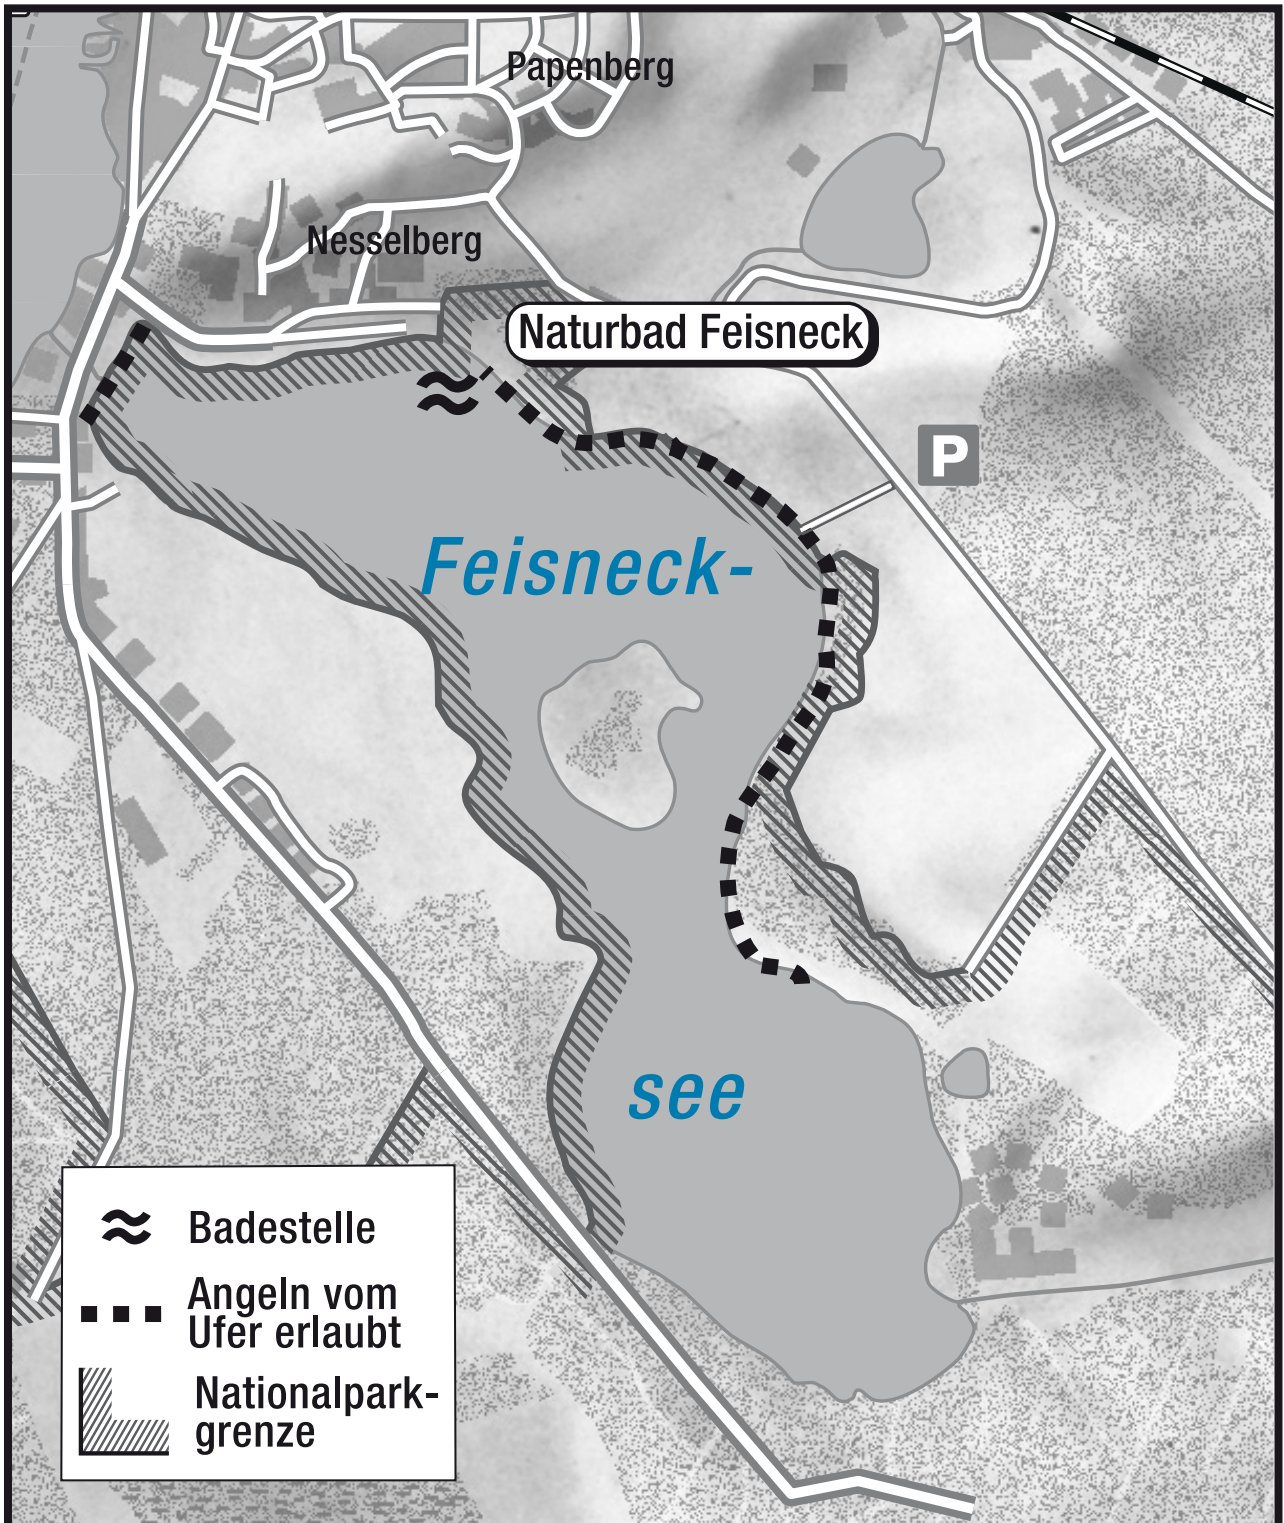 Papenberg
Nesselberg
Naturbad Feisneck
P
Feisneck-
see
Badestelle
Angeln vom
Ufer erlaubt
Nationalpark-
grenze